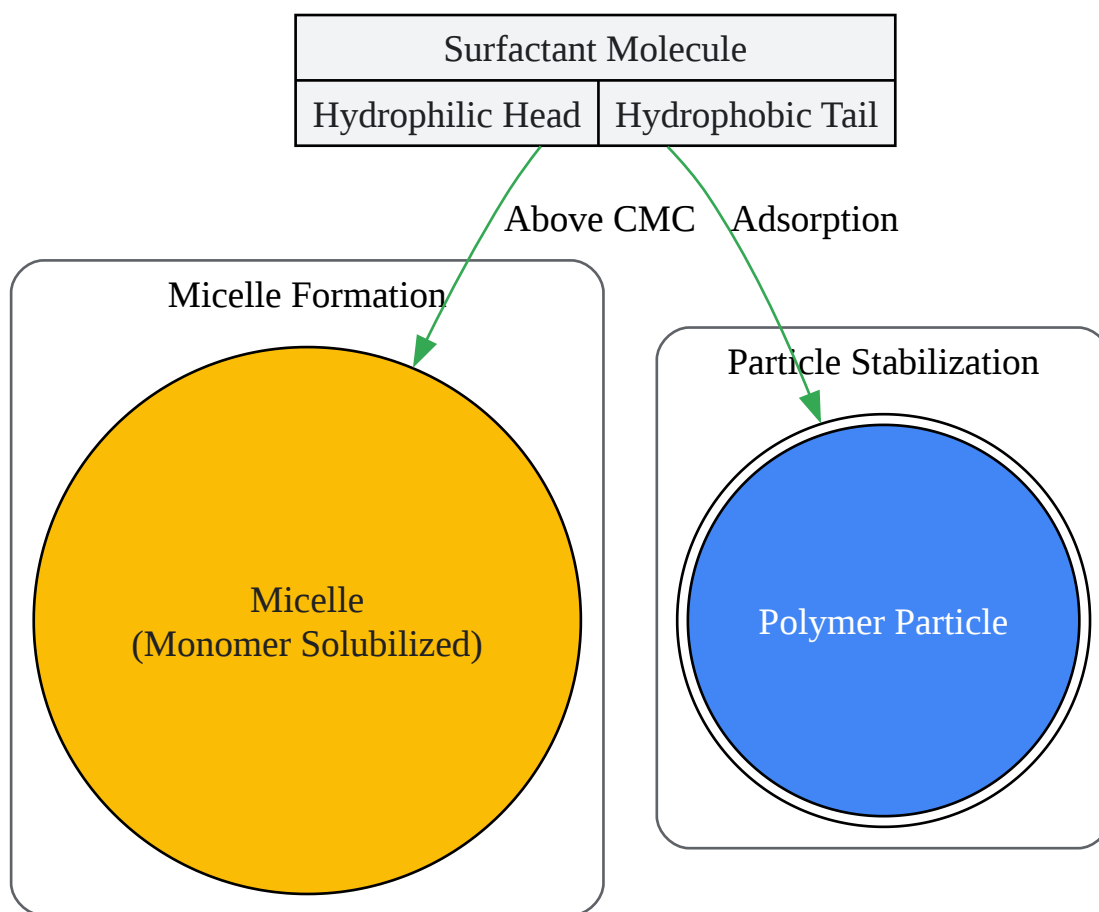 Surfactant Molecule
Hydrophilic Head
Hydrophobic Tail
Above CMC
Adsorption
Micelle Formation
Particle Stabilization
Micelle
(Monomer Solubilized)
Polymer Particle